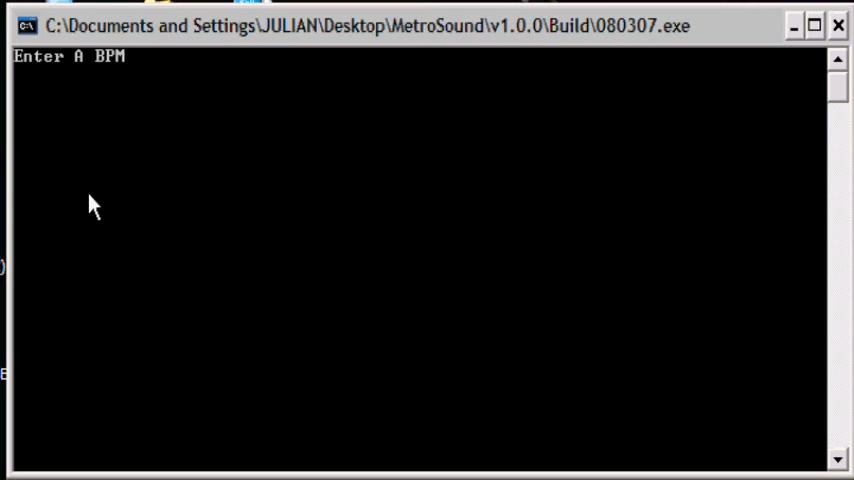 C:\Documents and Settings\JULIAN\Desktop\MetroSound\v1.0.0\Build\080307.exe
Enter A BPM
)
E